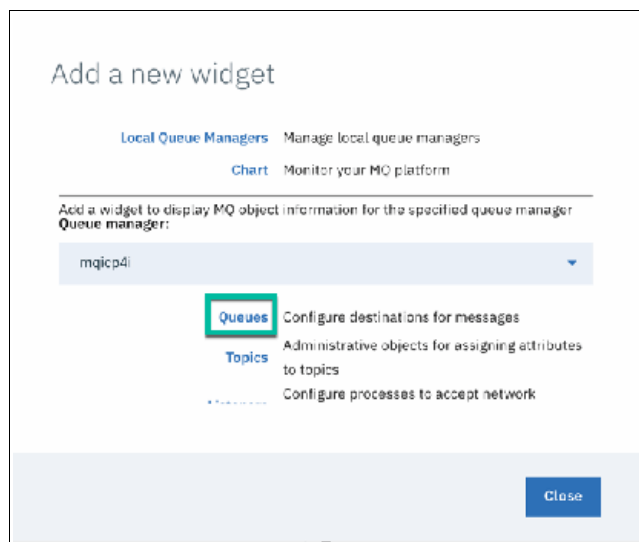 Add a new widget
Local Queue Managers Manage local queue managers
Chart Monitor your MQ platform
Add a widget to display MQ object information for the specified queue manager
Queue manager:
mqicp4i
Queues Configure destinations for messages
Topics Administrative objects for assigning attributes
to topics
Configure processes to accept network
Close